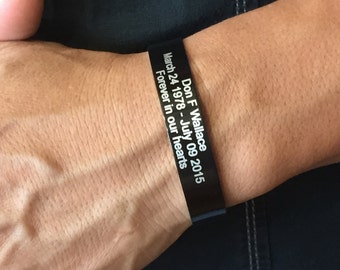 Don F Wallace
March 24 1978 - July 09 2015
Forever in our hearts